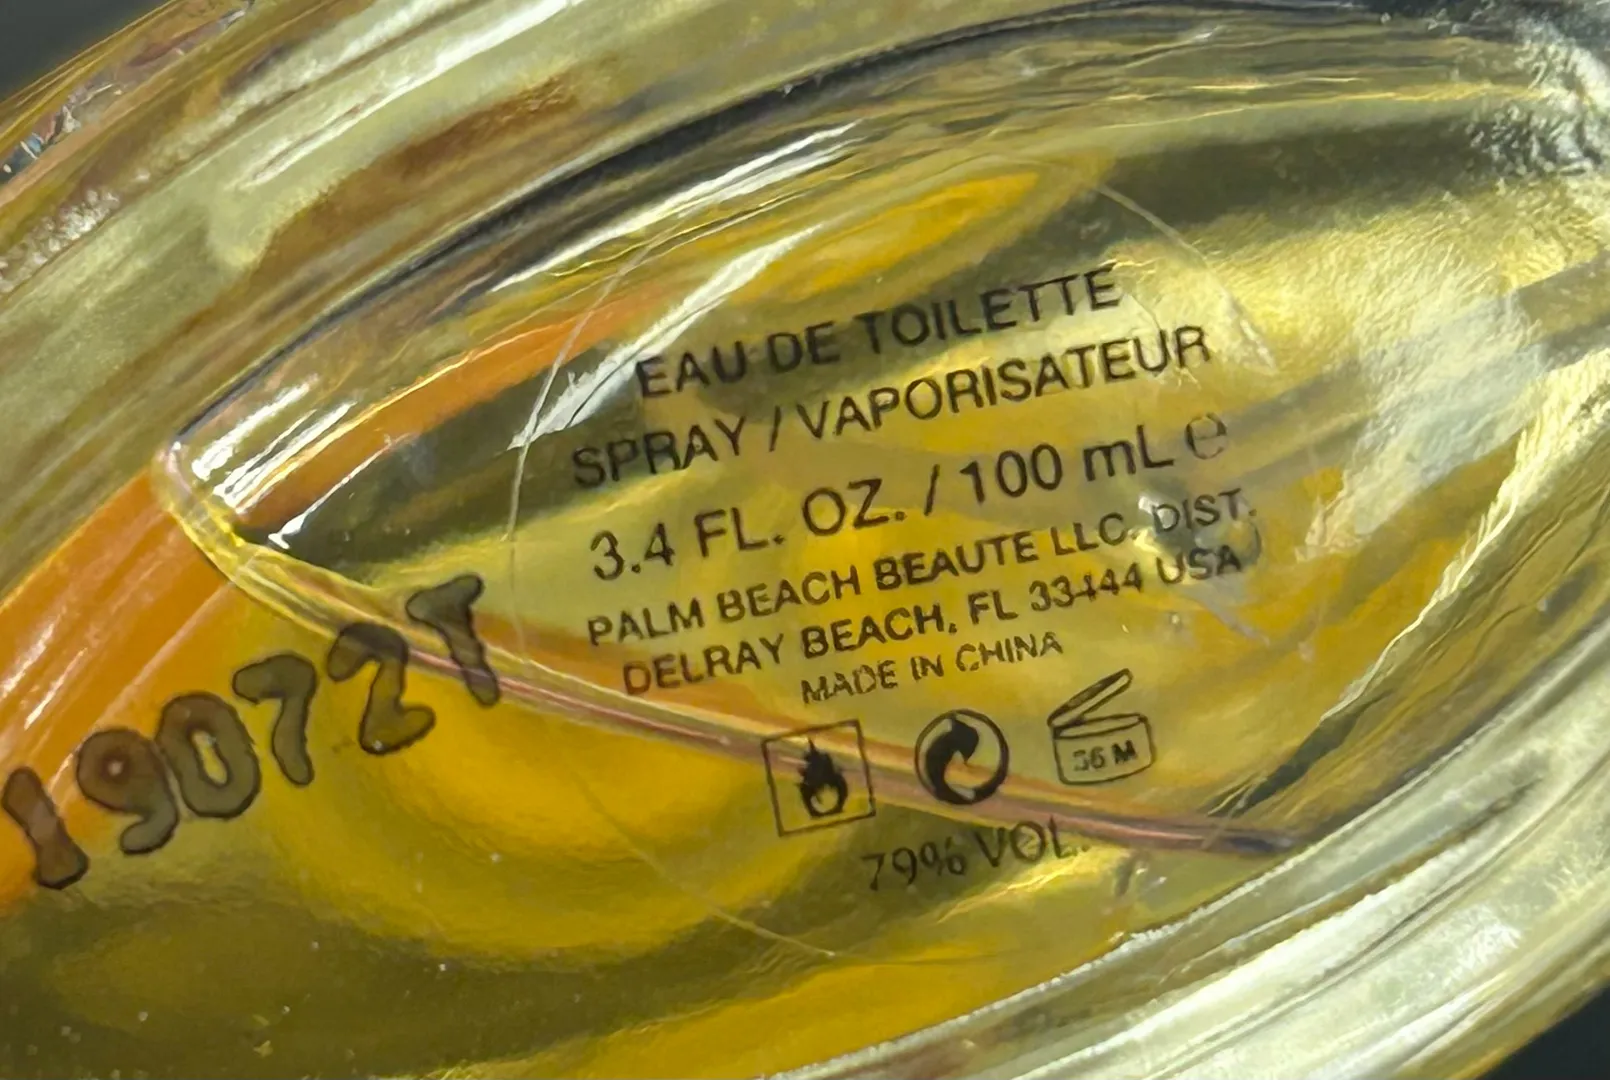 EAU DE TOILETTE
SPRAY / VAPORISATEUR
3.4 FL. OZ. / 100 mL e
PALM BEACH BEAUTE LLC. DIST.
DELRAY BEACH, FL 33444 USA
MADE IN CHINA
36 M
79% VOL.
19072T